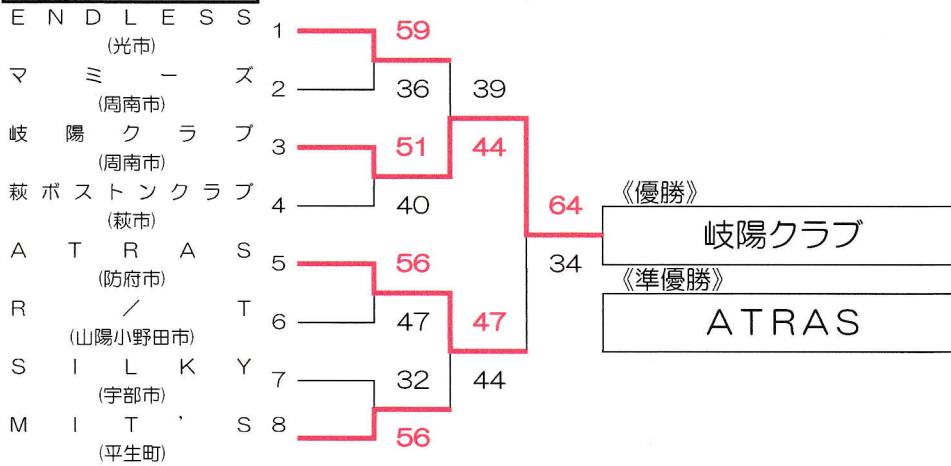 ENDLESS
(光市)
1
59
マミーズ
(周南市)
2
36
39
岐陽クラブ
(周南市)
3
51
44
萩ボストンクラブ
(萩市)
4
40
64
《優勝》
岐陽クラブ
ATRAS
(防府市)
5
56
34
《準優勝》
ATRAS
R/T
(山陽小野田市)
6
47
47
SILKY
(宇部市)
7
32
44
MIT'S
(平生町)
8
56